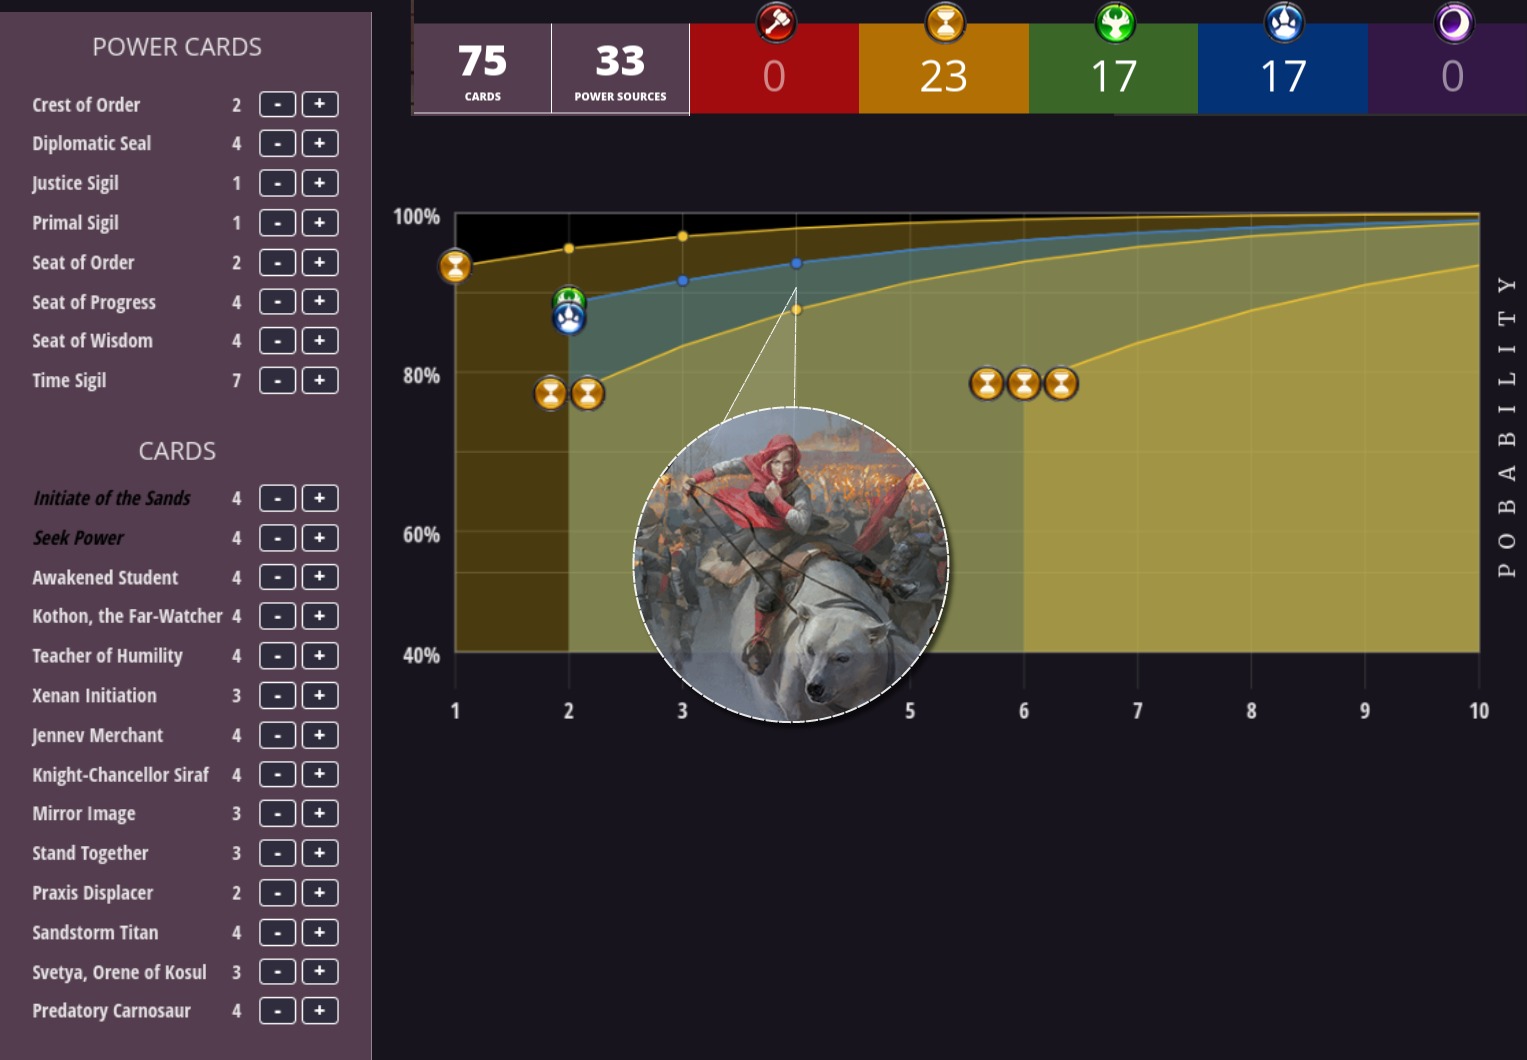 POWER CARDS
Crest of Order 2 - +
Diplomatic Seal 4 - +
Justice Sigil 1 - +
Primal Sigil 1 - +
Seat of Order 2 - +
Seat of Progress 4 - +
Seat of Wisdom 4 - +
Time Sigil 7 - +
CARDS
Initiate of the Sands 4 - +
Seek Power 4 - +
Awakened Student 4 - +
Kothon, the Far-Watcher 4 - +
Teacher of Humility 4 - +
Xenan Initiation 3 - +
Jennev Merchant 4 - +
Knight-Chancellor Siraf 4 - +
Mirror Image 3 - +
Stand Together 3 - +
Praxis Displacer 2 - +
Sandstorm Titan 4 - +
Svetya, Orene of Kosul 3 - +
Predatory Carnosaur 4 - +
75 33 0 23 17 17 0
CARDS POWER SOURCES
100%
80%
60%
40%
1 2 3 5 6 7 8 9 10
POBABILITY